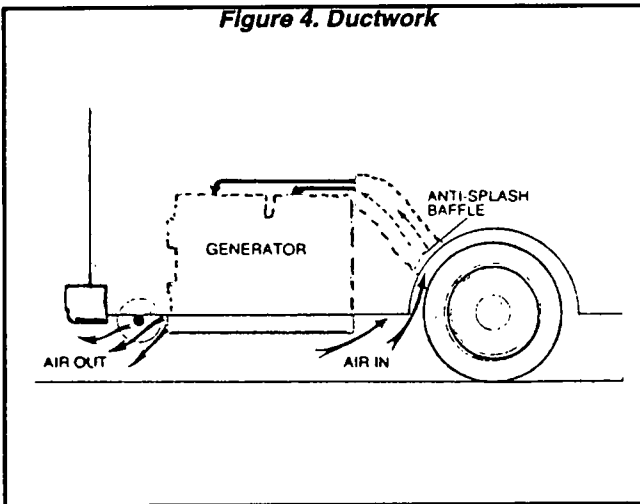 Figure 4. Ductwork
ANTI-SPLASH
BAFFLE
GENERATOR
AIR OUT
AIR IN